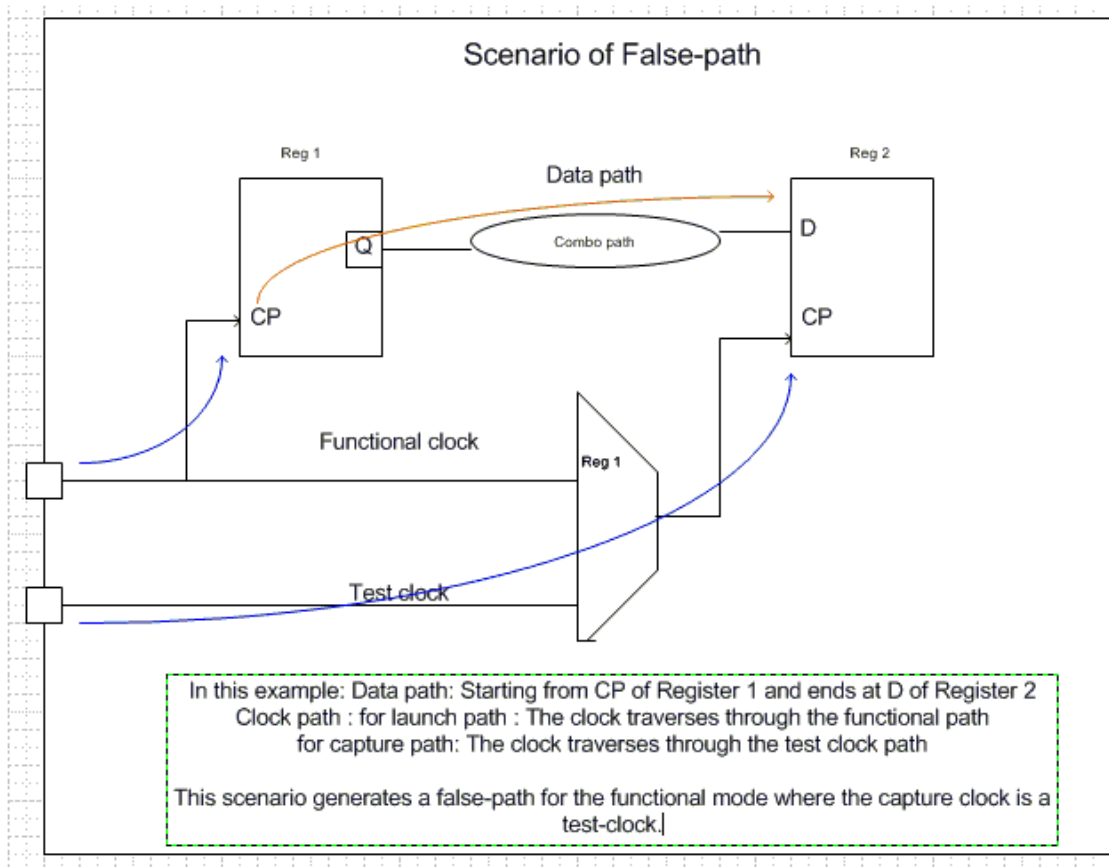 Scenario of False-path
Reg 1
Reg 2
Data path
Q
Combo path
D
CP
CP
Functional clock
Reg 1
Test clock
In this example: Data path: Starting from CP of Register 1 and ends at D of Register 2
Clock path : for launch path : The clock traverses through the functional path
for capture path: The clock traverses through the test clock path
This scenario generates a false-path for the functional mode where the capture clock is a
test-clock.